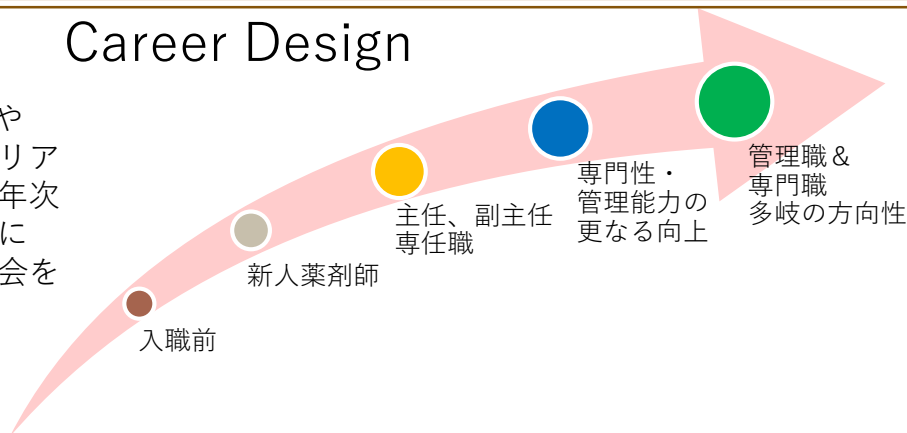 Career Design
や
リア
年次
に
会を
管理職＆
専門職
多岐の方向性
専門性・
管理能力の
更なる向上
主任、副主任
専任職
新人薬剤師
入職前